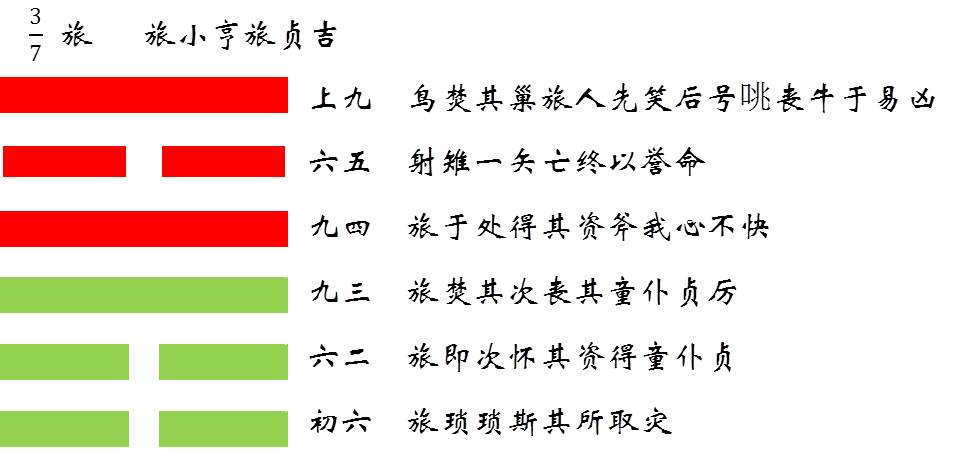 3/7 旅 旅小亨旅贞吉
上九 鸟焚其巢旅人先笑后号咷丧牛于易凶
六五 射雉一矢亡终以誉命
九四 旅于处得其资斧我心不快
九三 旅焚其次丧其童仆贞厉
六二 旅即次怀其资得童仆贞
初六 旅琐琐斯其所取灾